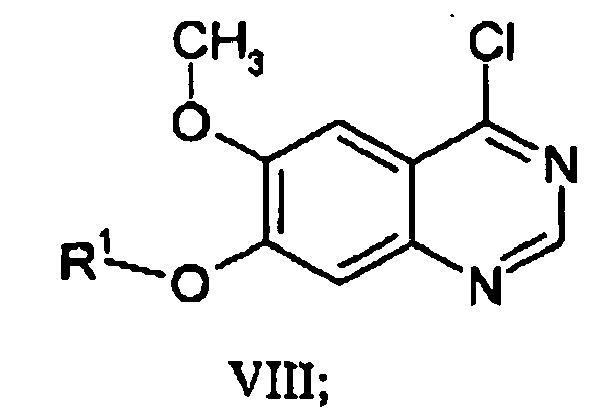 CH3 Cl
O
N
R1 O N
VIII;